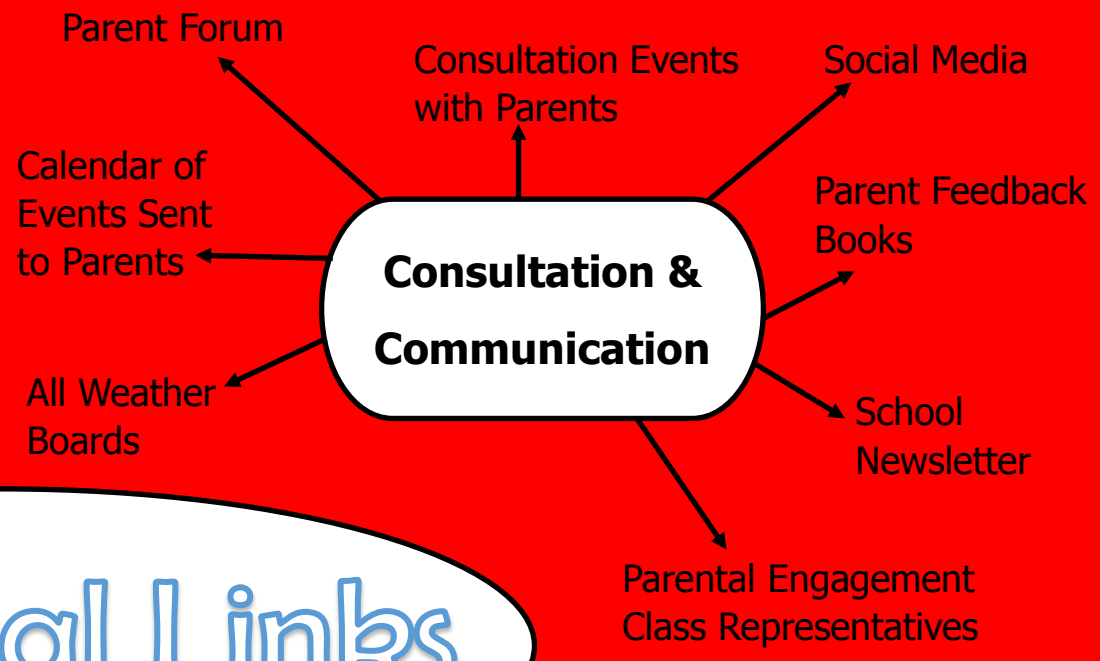 Parent Forum
Consultation Events
with Parents
Social Media
Calendar of
Events Sent
to Parents
Parent Feedback
Books
Consultation &
Communication
All Weather
Boards
School
Newsletter
Parental Engagement
Class Representatives
Links